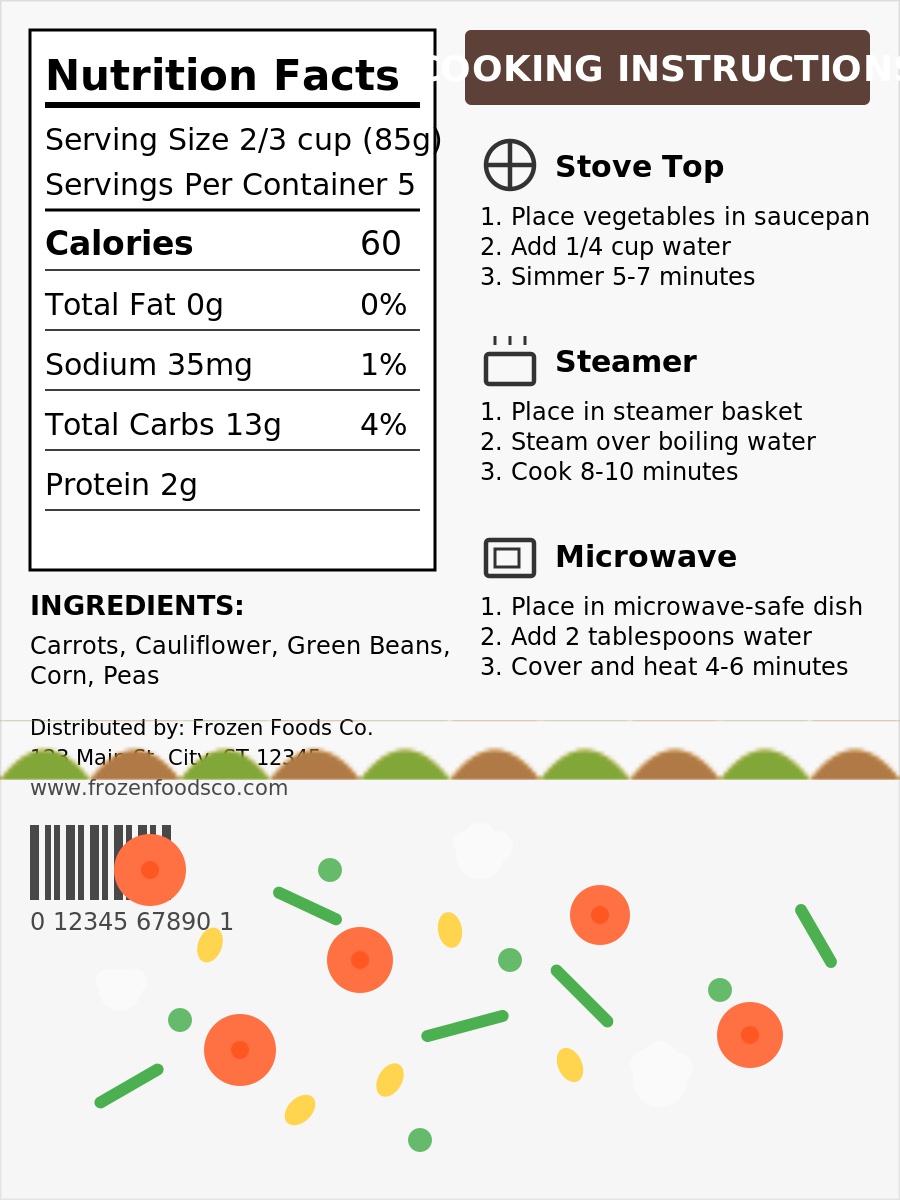 Nutrition Facts
Serving Size 2/3 cup (85g)
Servings Per Container 5
Calories 60
Total Fat 0g 0%
Sodium 35mg 1%
Total Carbs 13g 4%
Protein 2g
INGREDIENTS:
Carrots, Cauliflower, Green Beans,
Corn, Peas
Distributed by: Frozen Foods Co.
123 Main St, City, ST 12345
www.frozenfoodsco.com
0 12345 67890 1
COOKING INSTRUCTIONS
Stove Top
1. Place vegetables in saucepan
2. Add 1/4 cup water
3. Simmer 5-7 minutes
Steamer
1. Place in steamer basket
2. Steam over boiling water
3. Cook 8-10 minutes
Microwave
1. Place in microwave-safe dish
2. Add 2 tablespoons water
3. Cover and heat 4-6 minutes